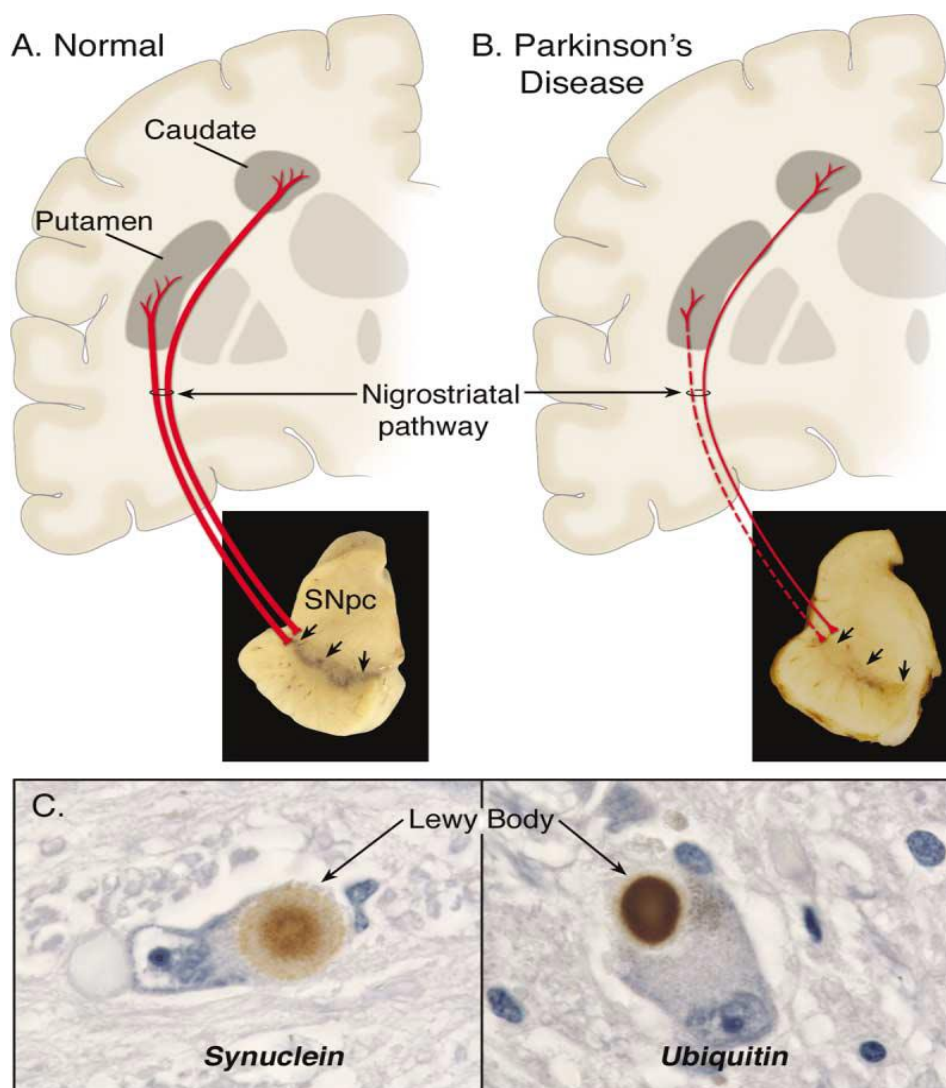 A. Normal
B. Parkinson's
Disease
Caudate
Putamen
Nigrostriatal
pathway
SNpc
C.
Lewy Body
Synuclein
Ubiquitin